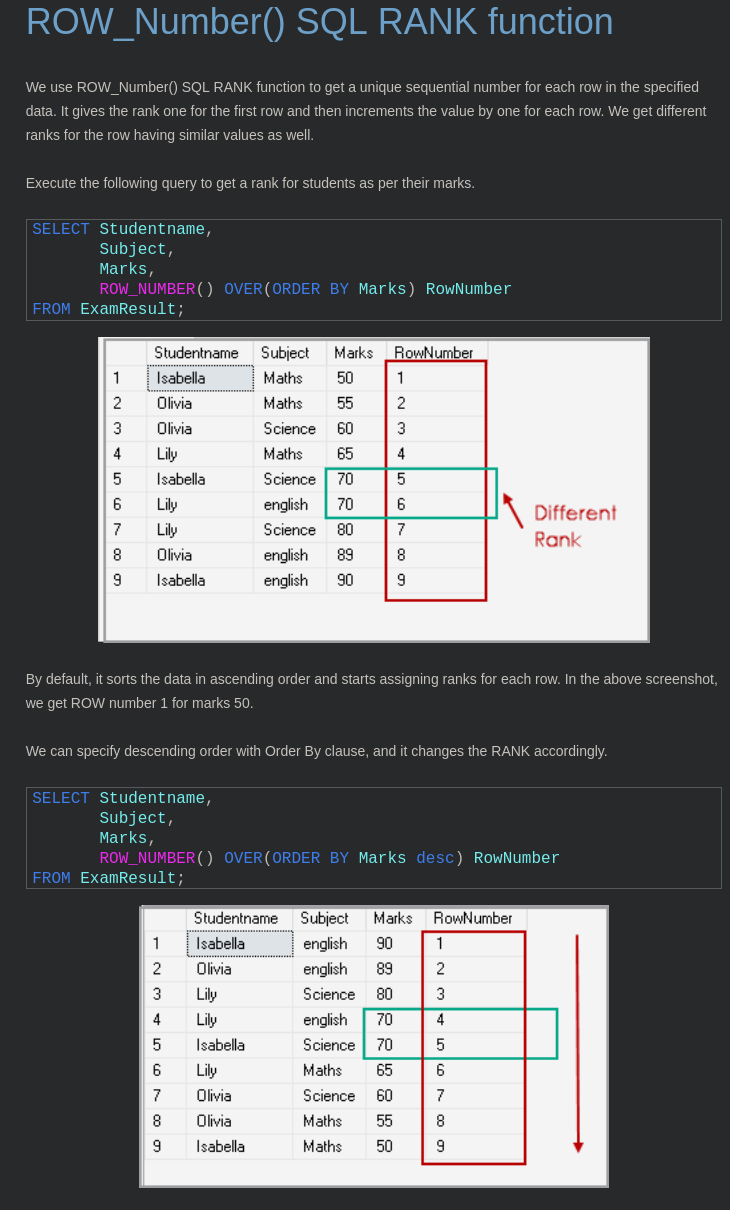 ROW_Number() SQL RANK function
We use ROW_Number() SQL RANK function to get a unique sequential number for each row in the specified
data. It gives the rank one for the first row and then increments the value by one for each row. We get different
ranks for the row having similar values as well.
Execute the following query to get a rank for students as per their marks.
SELECT Studentname,
       Subject,
       Marks,
       ROW_NUMBER() OVER(ORDER BY Marks) RowNumber
FROM ExamResult;
Studentname Subject Marks RowNumber
1 Isabella Maths 50 1
2 Olivia Maths 55 2
3 Olivia Science 60 3
4 Lily Maths 65 4
5 Isabella Science 70 5
6 Lily english 70 6
7 Lily Science 80 7
8 Olivia english 89 8
9 Isabella english 90 9
Different
Rank
By default, it sorts the data in ascending order and starts assigning ranks for each row. In the above screenshot,
we get ROW number 1 for marks 50.
We can specify descending order with Order By clause, and it changes the RANK accordingly.
SELECT Studentname,
       Subject,
       Marks,
       ROW_NUMBER() OVER(ORDER BY Marks desc) RowNumber
FROM ExamResult;
Studentname Subject Marks RowNumber
1 Isabella english 90 1
2 Olivia english 89 2
3 Lily Science 80 3
4 Lily english 70 4
5 Isabella Science 70 5
6 Lily Maths 65 6
7 Olivia Science 60 7
8 Olivia Maths 55 8
9 Isabella Maths 50 9